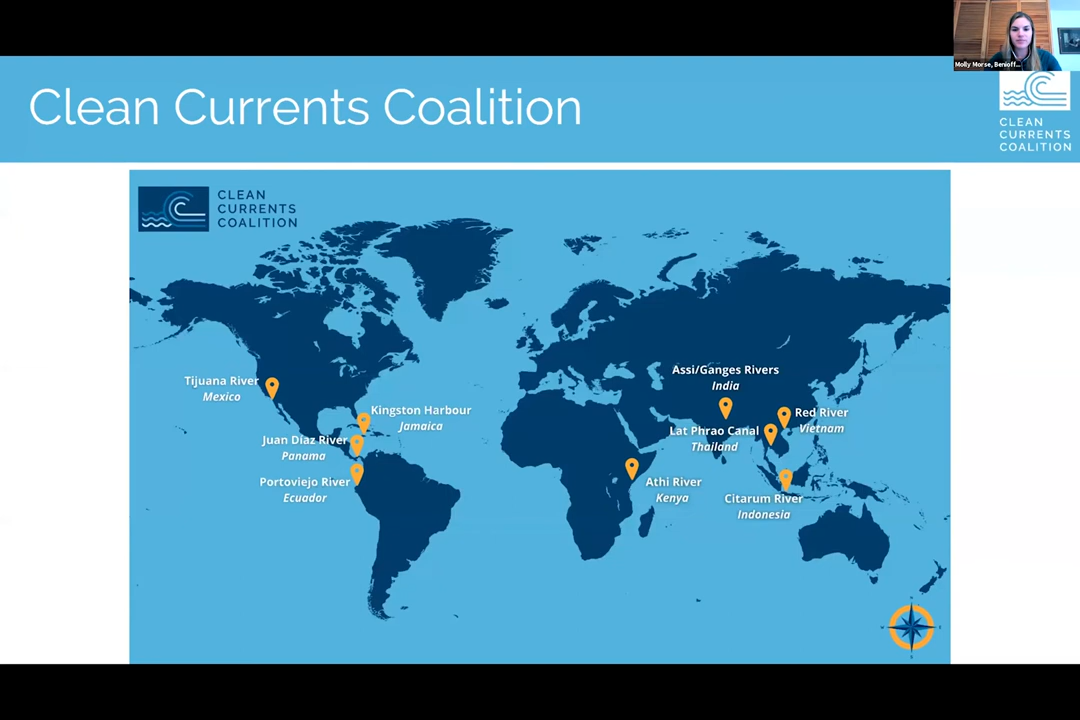 Molly Morse, Benioff...
Clean Currents Coalition
CLEAN
CURRENTS
COALITION
CLEAN
CURRENTS
COALITION
Assi/Ganges Rivers
India
Tijuana River
Mexico
Kingston Harbour
Jamaica
Red River
Vietnam
Lat Phrao Canal
Thailand
Juan Diaz River
Panama
Portoviejo River
Ecuador
Athi River
Kenya
Citarum River
Indonesia